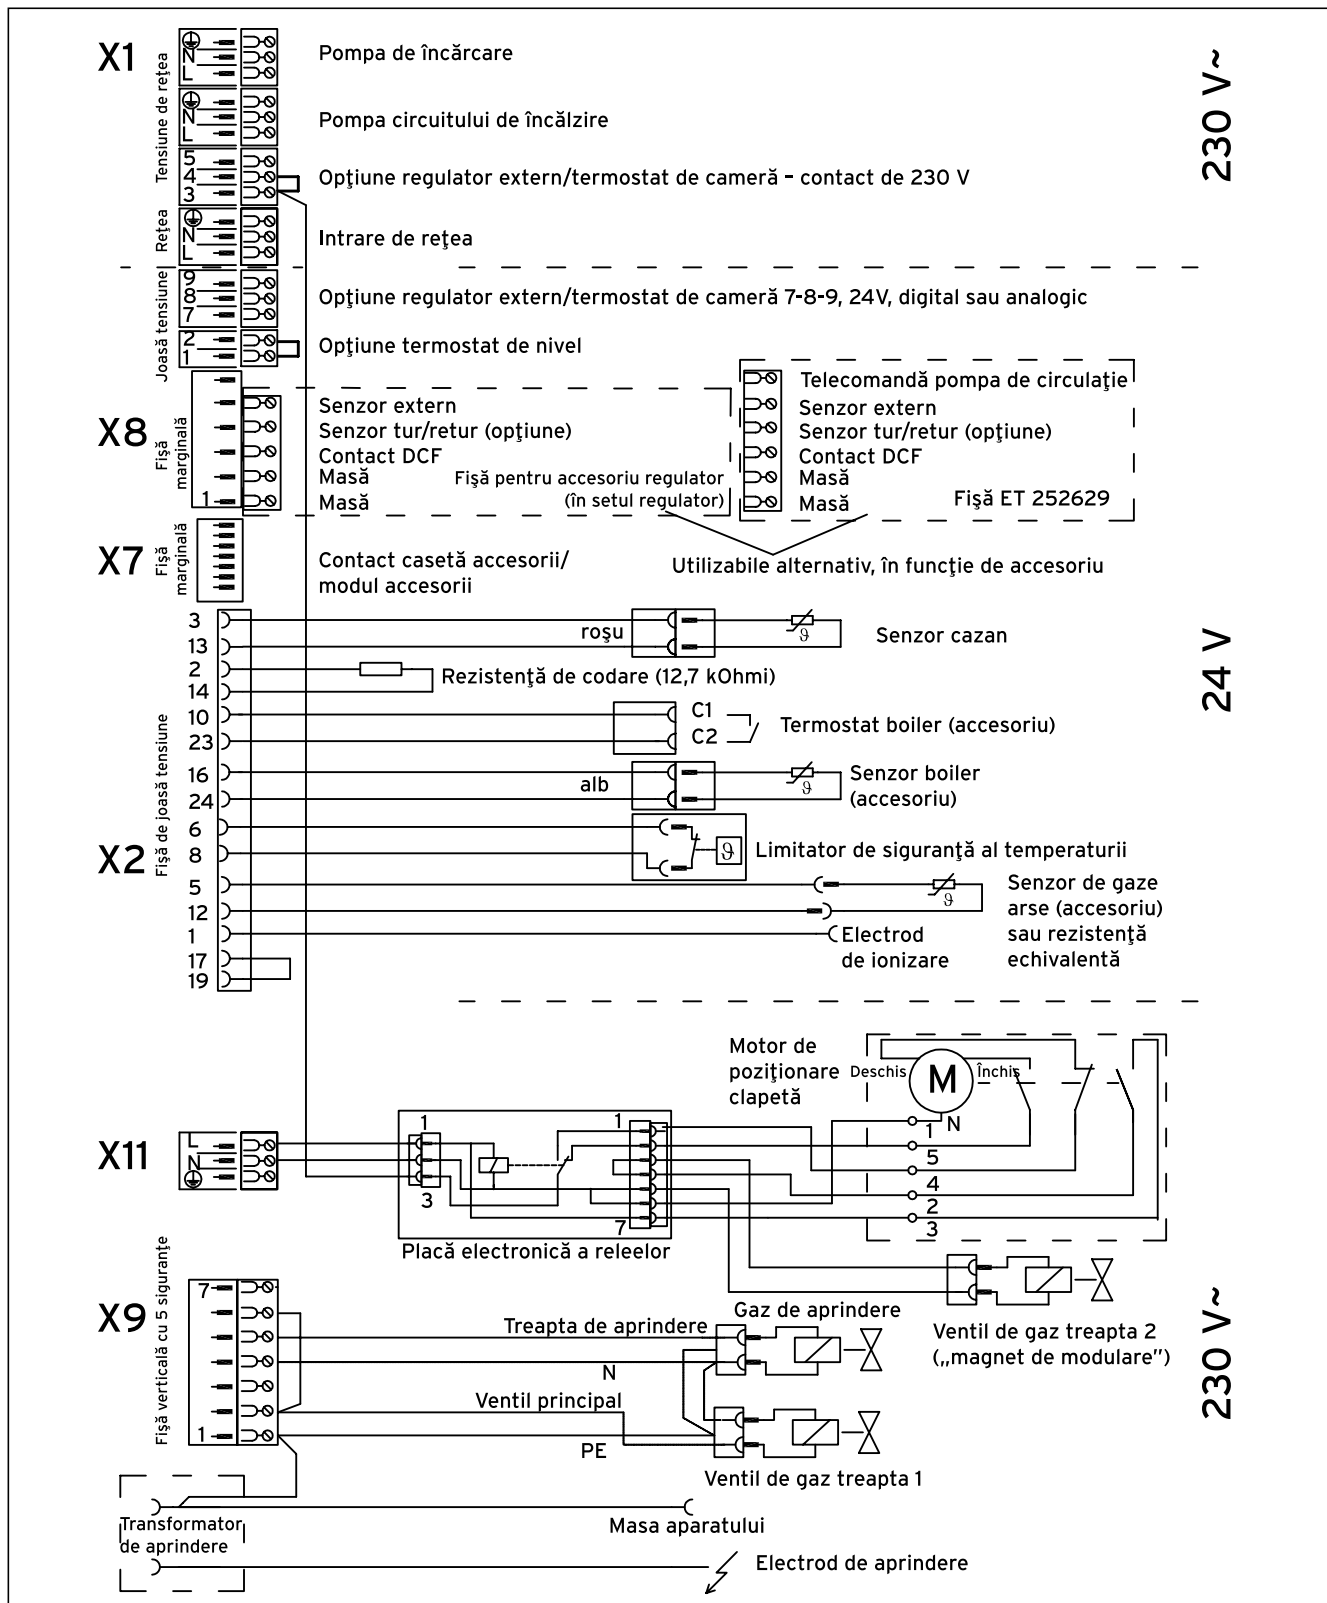 X1
Tensiune de reţea
N
L
Pompa de încărcare
N
L
Pompa circuitului de încălzire
5
4
3
Opţiune regulator extern/termostat de cameră - contact de 230 V
230 V~
Reţea
N
L
Intrare de reţea
Joasă tensiune
9
8
7
Opţiune regulator extern/termostat de cameră 7-8-9, 24V, digital sau analogic
2
1
Opţiune termostat de nivel
X8
Fişă
marginală
1
Senzor extern
Senzor tur/retur (opţiune)
Contact DCF
Masă
Masă
Fişă pentru accesoriu regulator
(în setul regulator)
Telecomandă pompa de circulaţie
Senzor extern
Senzor tur/retur (opţiune)
Contact DCF
Masă
Masă
Fişă ET 252629
X7
Fişă
marginală
Contact casetă accesorii/
modul accesorii
Utilizabile alternativ, în funcţie de accesoriu
24 V
X2
Fişă de joasă tensiune
3
13
roşu
ϑ
Senzor cazan
2
14
Rezistenţă de codare (12,7 kOhmi)
10
23
C1
C2
Termostat boiler (accesoriu)
16
24
alb
ϑ
Senzor boiler
(accesoriu)
6
8
ϑ
Limitator de siguranţă al temperaturii
5
12
ϑ
Senzor de gaze
arse (accesoriu)
sau rezistenţă
echivalentă
1
Electrod
de ionizare
17
19
Motor de
poziţionare
clapetă
Deschis
M
Închis
N
1
5
4
2
3
X11
L
N
1
3
1
7
Placă electronică a releelor
X9
Fişă verticală cu 5 siguranţe
7
1
230 V~
Treapta de aprindere
N
Gaz de aprindere
Ventil de gaz treapta 2
(„magnet de modulare”)
Ventil principal
PE
Ventil de gaz treapta 1
Transformator
de aprindere
Masa aparatului
Electrod de aprindere